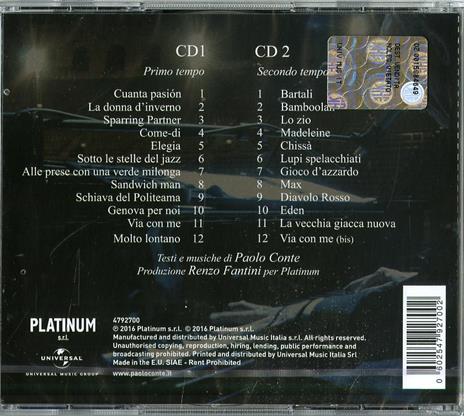 CD1 CD 2
Primo tempo Secondo tempo
Cuanta pasión 1 1 Bartali
La donna d'inverno 2 2 Bamboolah
Sparring Partner 3 3 Lo zio
Come-di 4 4 Madeleine
Elegia 5 5 Chissà
Sotto le stelle del jazz 6 6 Lupi spelacchiati
Alle prese con una verde milonga 7 7 Gioco d'azzardo
Sandwich man 8 8 Max
Schiava del Politeama 9 9 Diavolo Rosso
Genova per noi 10 10 Eden
Via con me 11 11 La vecchia giacca nuova
Molto lontano 12 12 Via con me (bis)
Testi e musiche di Paolo Conte
Produzione Renzo Fantini per Platinum
PLATINUM
s.r.l.
UNIVERSAL
UNIVERSAL MUSIC GROUP
4792700
℗ 2016 Platinum s.r.l. © 2016 Platinum s.r.l.
Manufactured and distributed by Universal Music Italia s.r.l. All rights reserved.
Unauthorised copying, reproduction, hiring, lending, public performance and
broadcasting prohibited. Printed and distributed by Universal Music Italia Srl
Made in the E.U. SIAE - Rent Prohibited
www.paoloconte.it
0 602547 927002